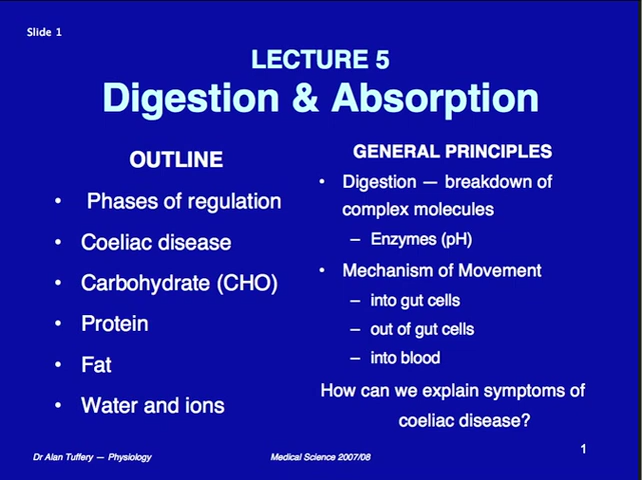 Slide 1
LECTURE 5
Digestion & Absorption
OUTLINE
• Phases of regulation
• Coeliac disease
• Carbohydrate (CHO)
• Protein
• Fat
• Water and ions
GENERAL PRINCIPLES
• Digestion — breakdown of
complex molecules
– Enzymes (pH)
• Mechanism of Movement
– into gut cells
– out of gut cells
– into blood
How can we explain symptoms of
coeliac disease?
Dr Alan Tuffery — Physiology
Medical Science 2007/08
1